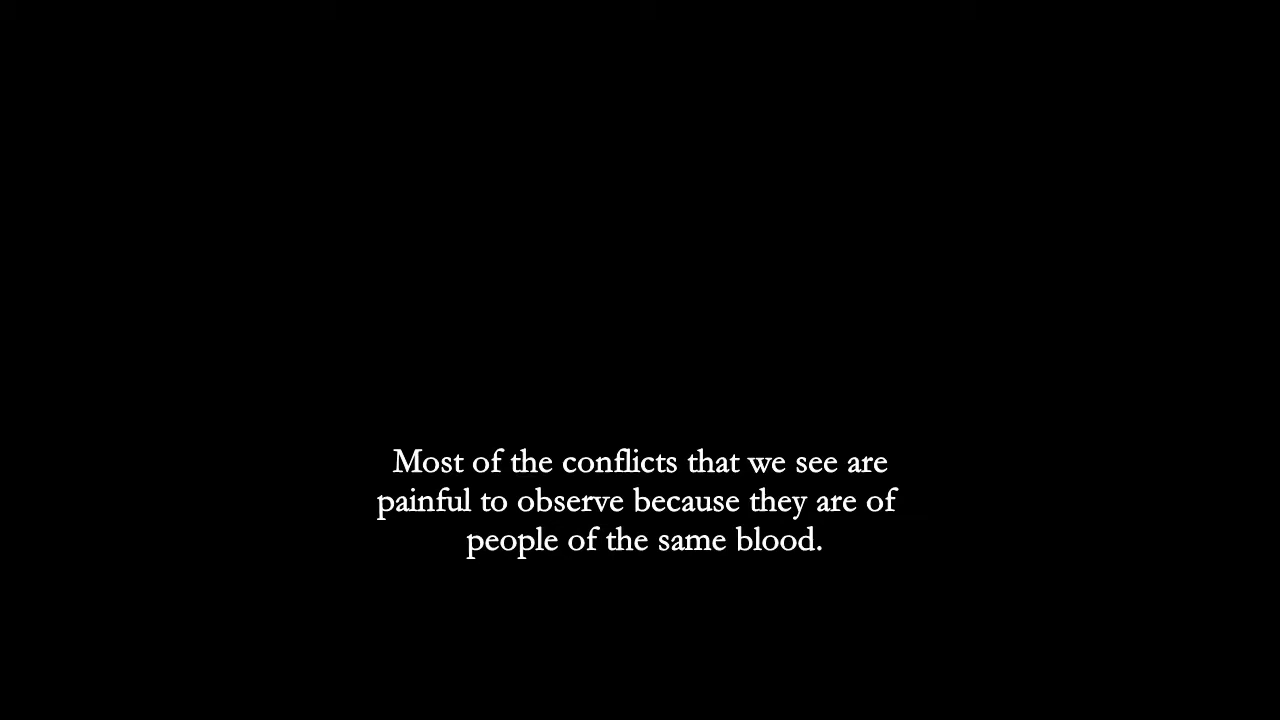 Most of the conflicts that we see are
painful to observe because they are of
people of the same blood.